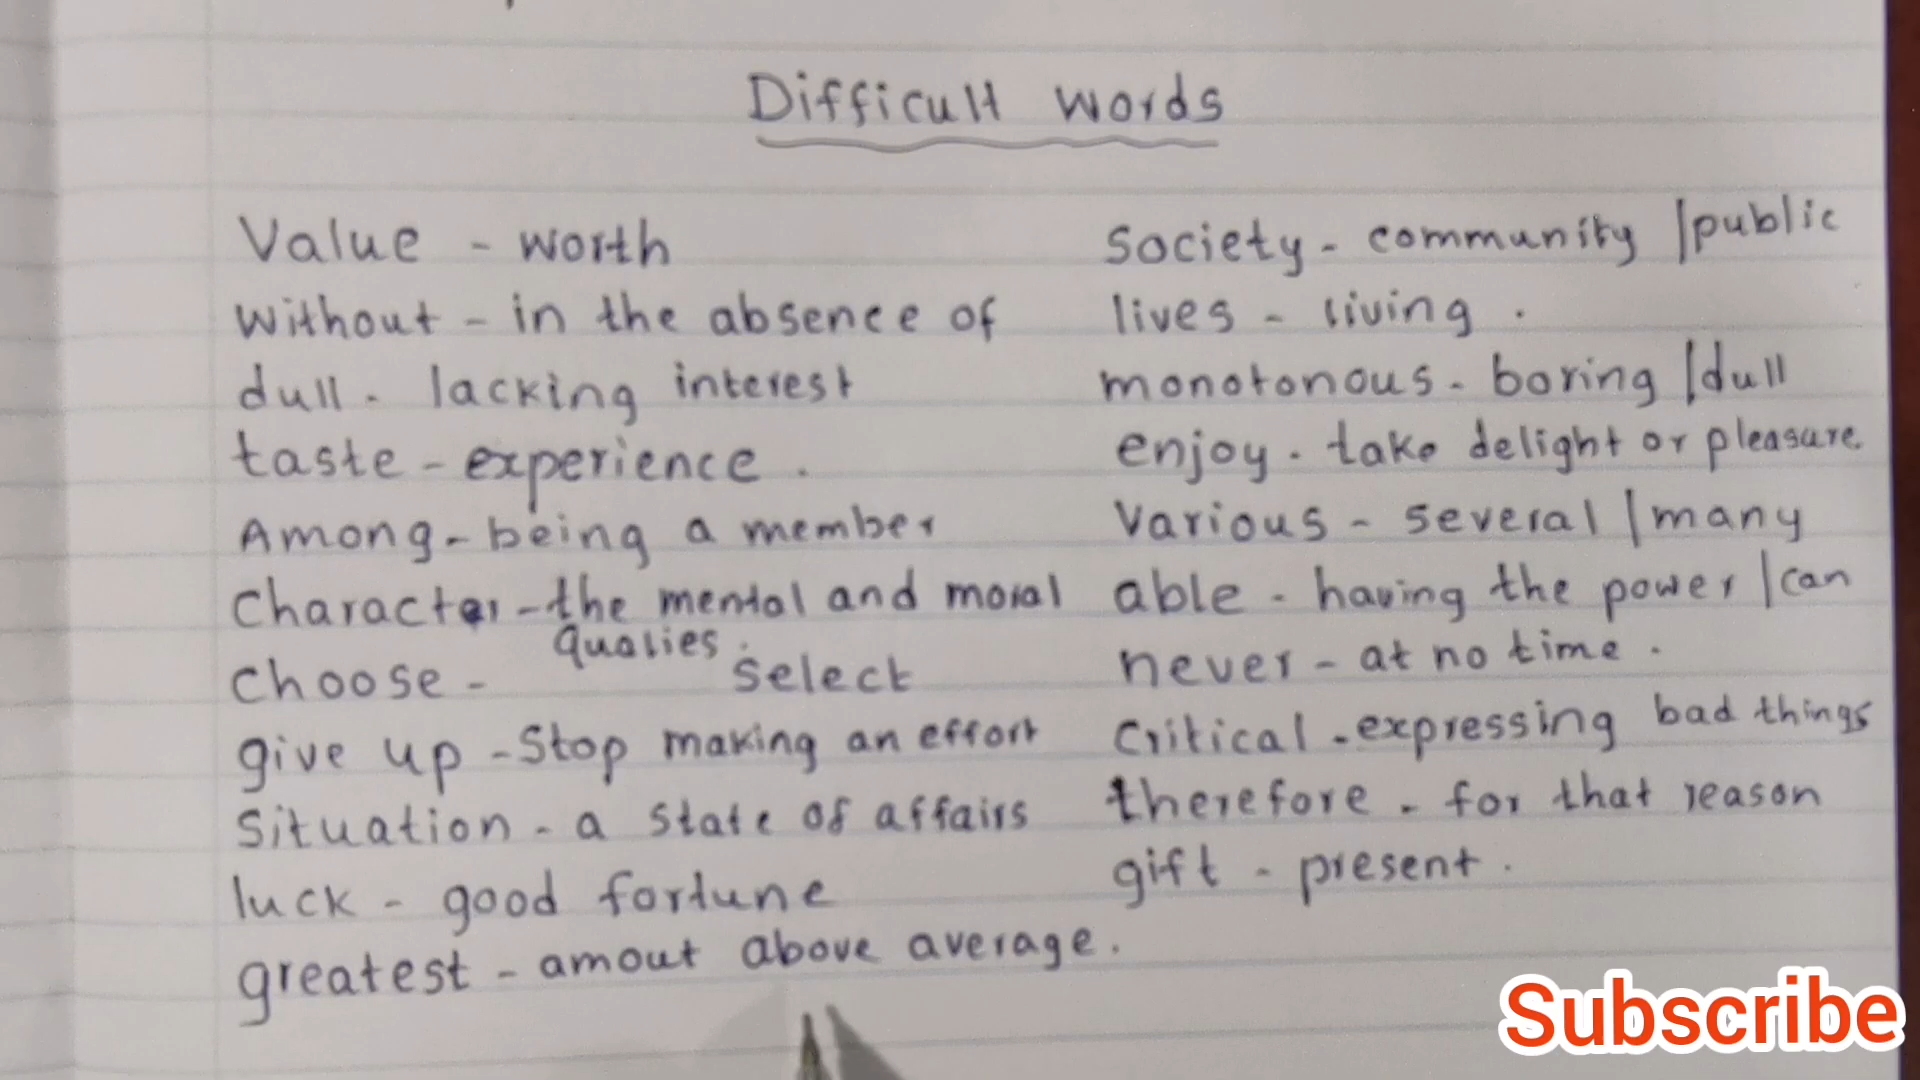 Difficult words
Value - worth
without - in the absence of
dull - lacking interest
taste - experience.
Among - being a member
Character - the mental and moral
Qualies.
choose - select
give up - Stop making an effort
Situation - a state of affairs
luck - good fortune
greatest - amout above average.
Society - community / public
lives - living.
monotonous - boring / dull
enjoy - take delight or pleasure
Various - several / many
able - having the power / can
never - at no time.
Critical - expressing bad things
therefore - for that reason
gift - present.
Subscribe